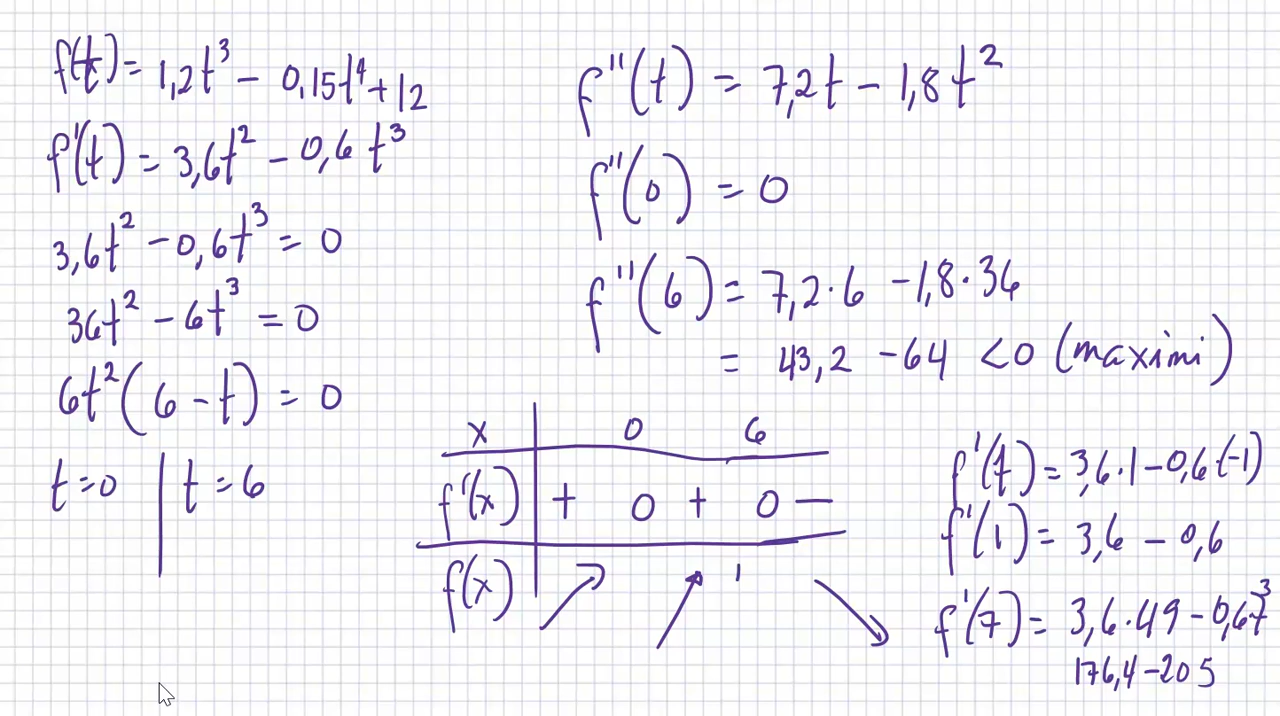 f(t) = 1,2t³ - 0,15t⁴ + 12
f'(t) = 3,6t² - 0,6t³
3,6t² - 0,6t³ = 0
36t² - 6t³ = 0
6t²(6 - t) = 0
t = 0 | t = 6
f''(t) = 7,2t - 1,8t²
f''(0) = 0
f''(6) = 7,2·6 - 1,8·36
= 43,2 - 64 < 0 (maximi)
x 0 6
f'(x) + 0 + 0 —
f(x) ↗ ↗ ↘
f'(1) = 3,6·1 - 0,6(-1)
f'(1) = 3,6 - 0,6
f'(7) = 3,6·49 - 0,67³
176,4 - 205